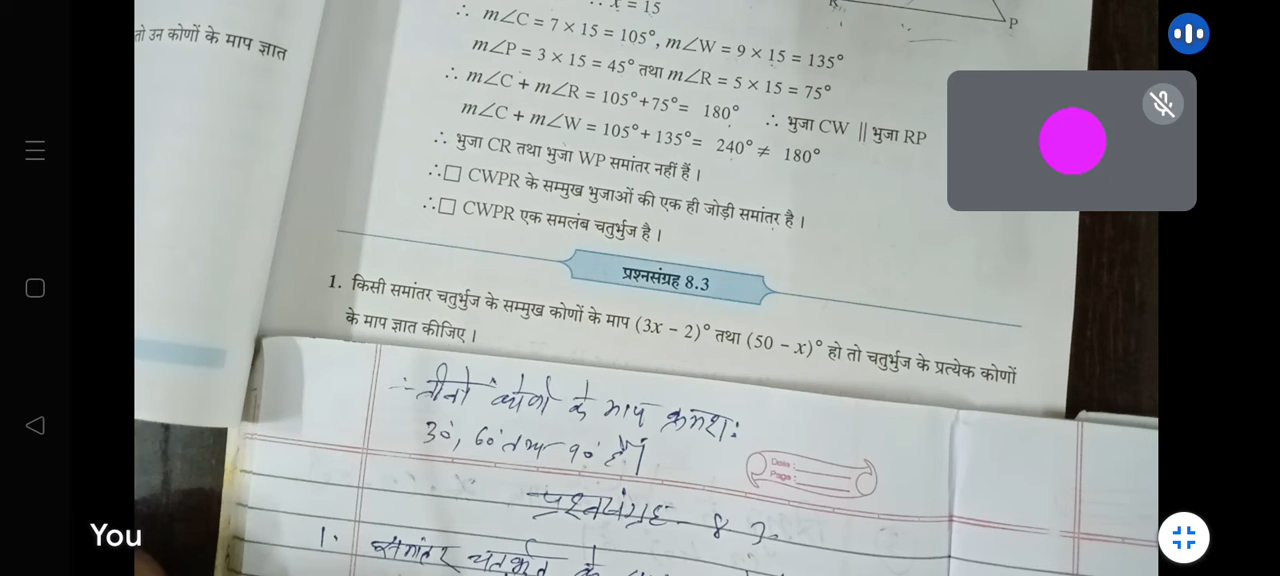 तो उन कोणों के माप ज्ञात
x = 15
P
∴ m∠C = 7 × 15 = 105°, m∠W = 9 × 15 = 135°
m∠P = 3 × 15 = 45° तथा m∠R = 5 × 15 = 75°
∴ m∠C + m∠R = 105°+75°= 180° ∴ भुजा CW || भुजा RP
m∠C + m∠W = 105°+ 135°= 240° ≠ 180°
∴ भुजा CR तथा भुजा WP समांतर नहीं हैं ।
∴□ CWPR के सम्मुख भुजाओं की एक ही जोड़ी समांतर है ।
∴□ CWPR एक समलंब चतुर्भुज है ।
प्रश्नसंग्रह 8.3
1. किसी समांतर चतुर्भुज के सम्मुख कोणों के माप (3x − 2)° तथा (50 − x)° हो तो चतुर्भुज के प्रत्येक कोणों
के माप ज्ञात कीजिए ।
∴ तीनो कोणो के माप क्रमश:
30°, 60° तथा 90° हैं।
Date :
Page :
प्रश्नसंग्रह 8.3
1. समांतर चतुर्भुज के
You